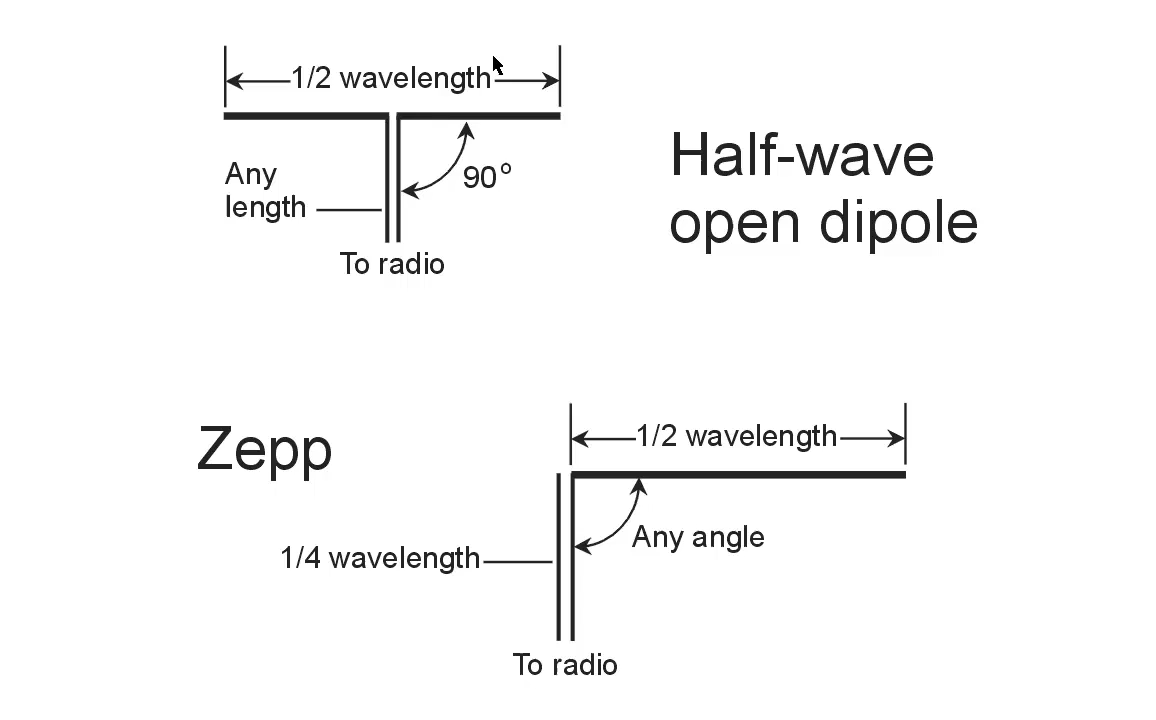 1/2 wavelength
Any
length
90°
To radio
Half-wave
open dipole
Zepp
1/2 wavelength
Any angle
1/4 wavelength
To radio